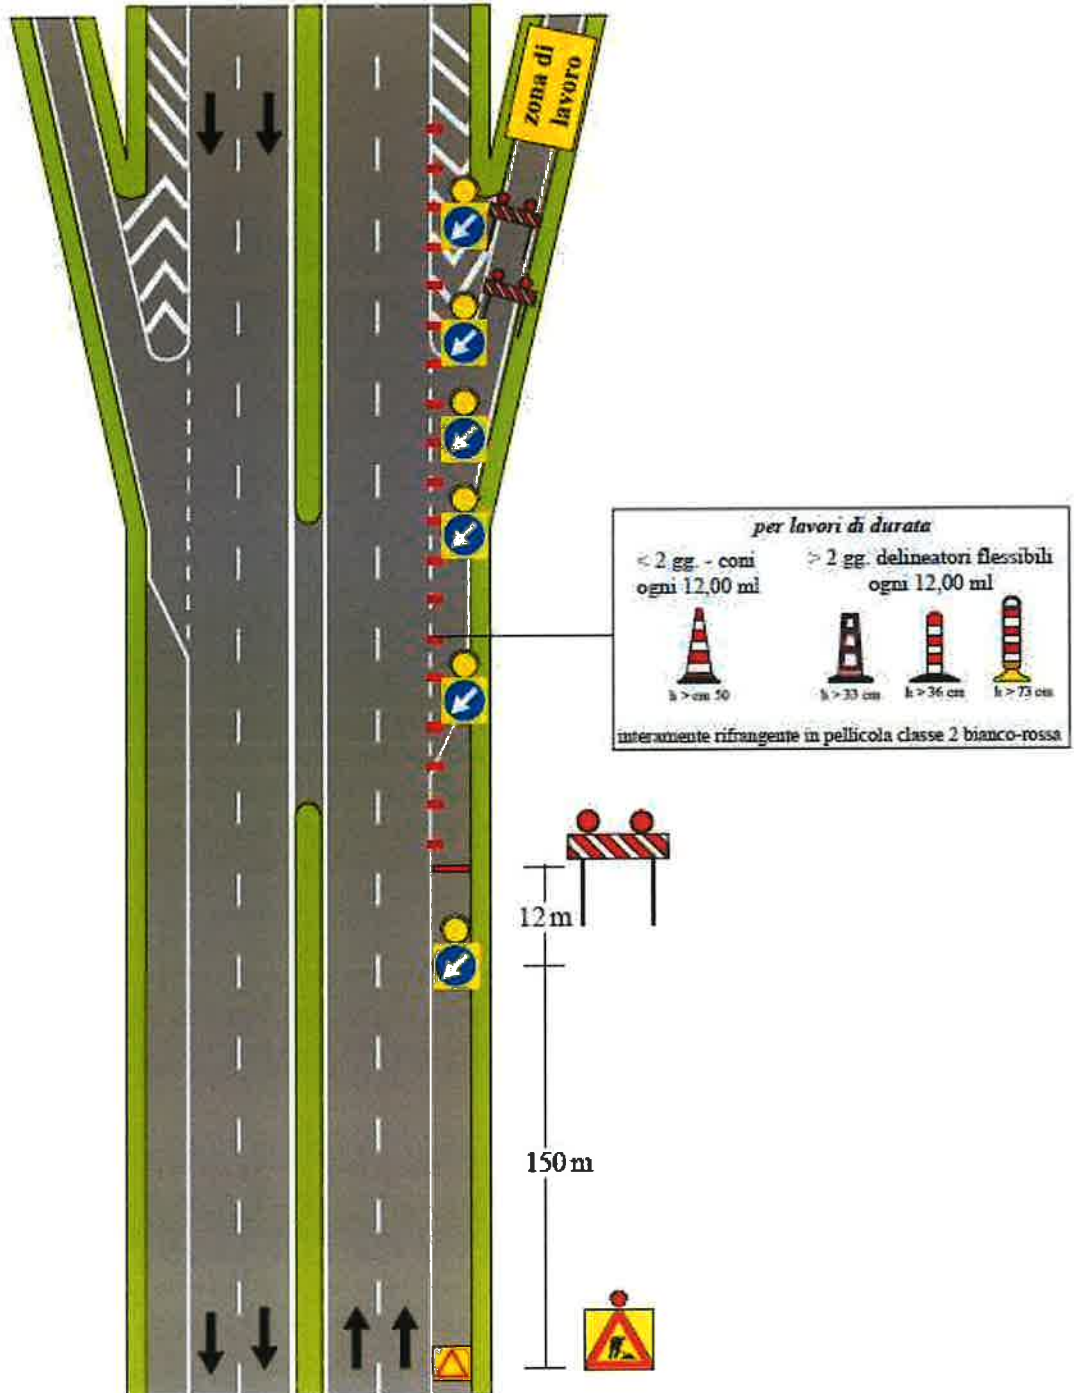 zona di
lavoro
per lavori di durata
< 2 gg. - coni
ogni 12,00 ml
> 2 gg. delineatori flessibili
ogni 12,00 ml
h > cm 50
h > 33 cm
h > 36 cm
h > 73 cm
interamente rifrangente in pellicola classe 2 bianco-rossa
12 m
150 m